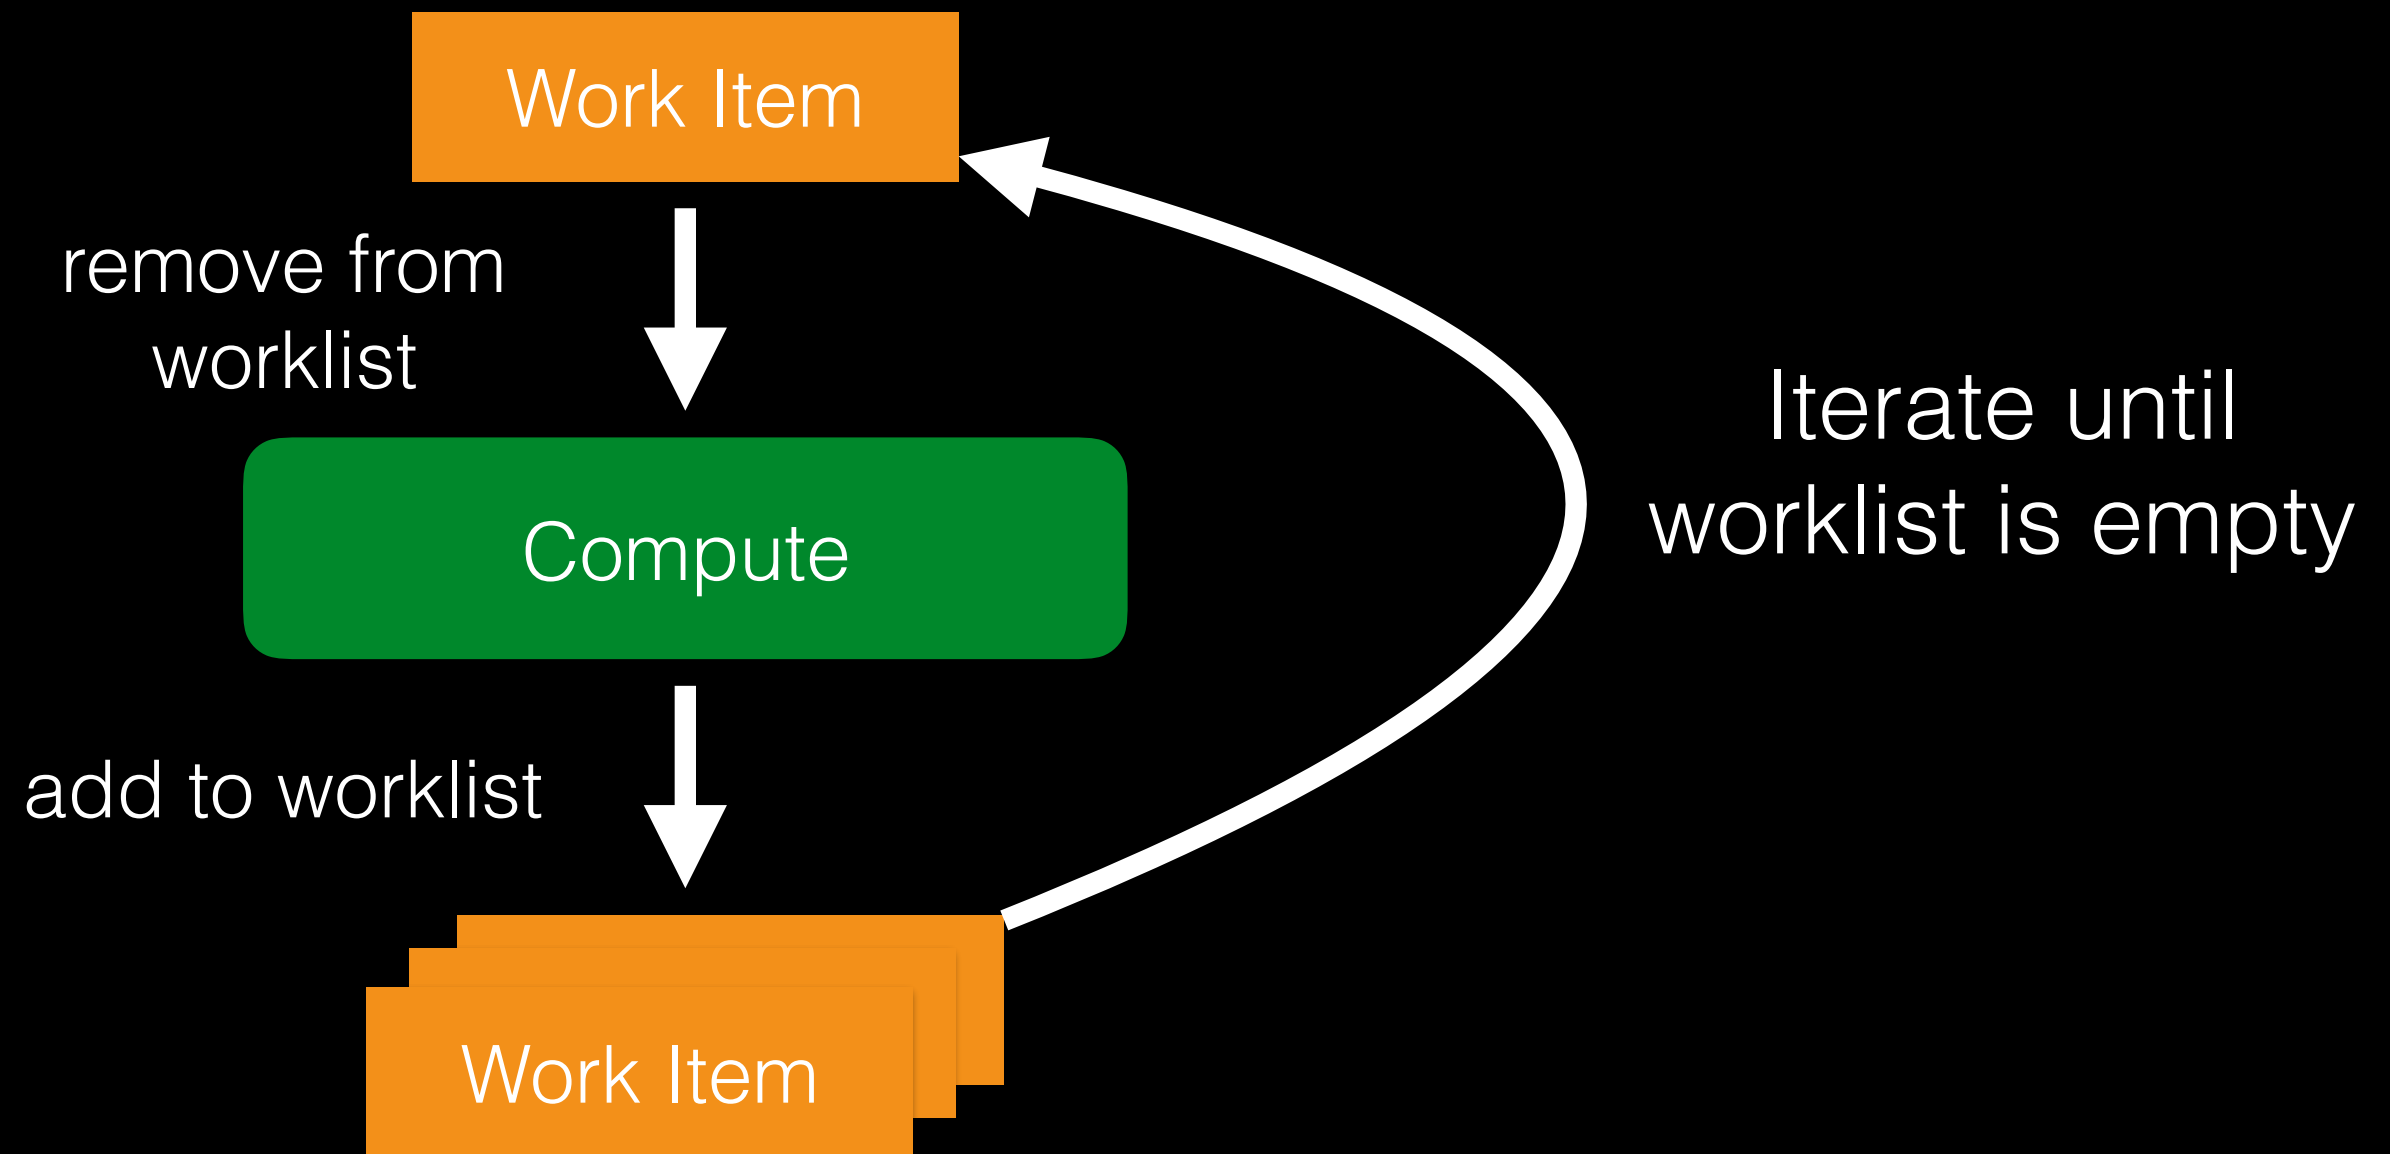 Work Item
remove from
worklist
Compute
add to worklist
Work Item
Iterate until
worklist is empty